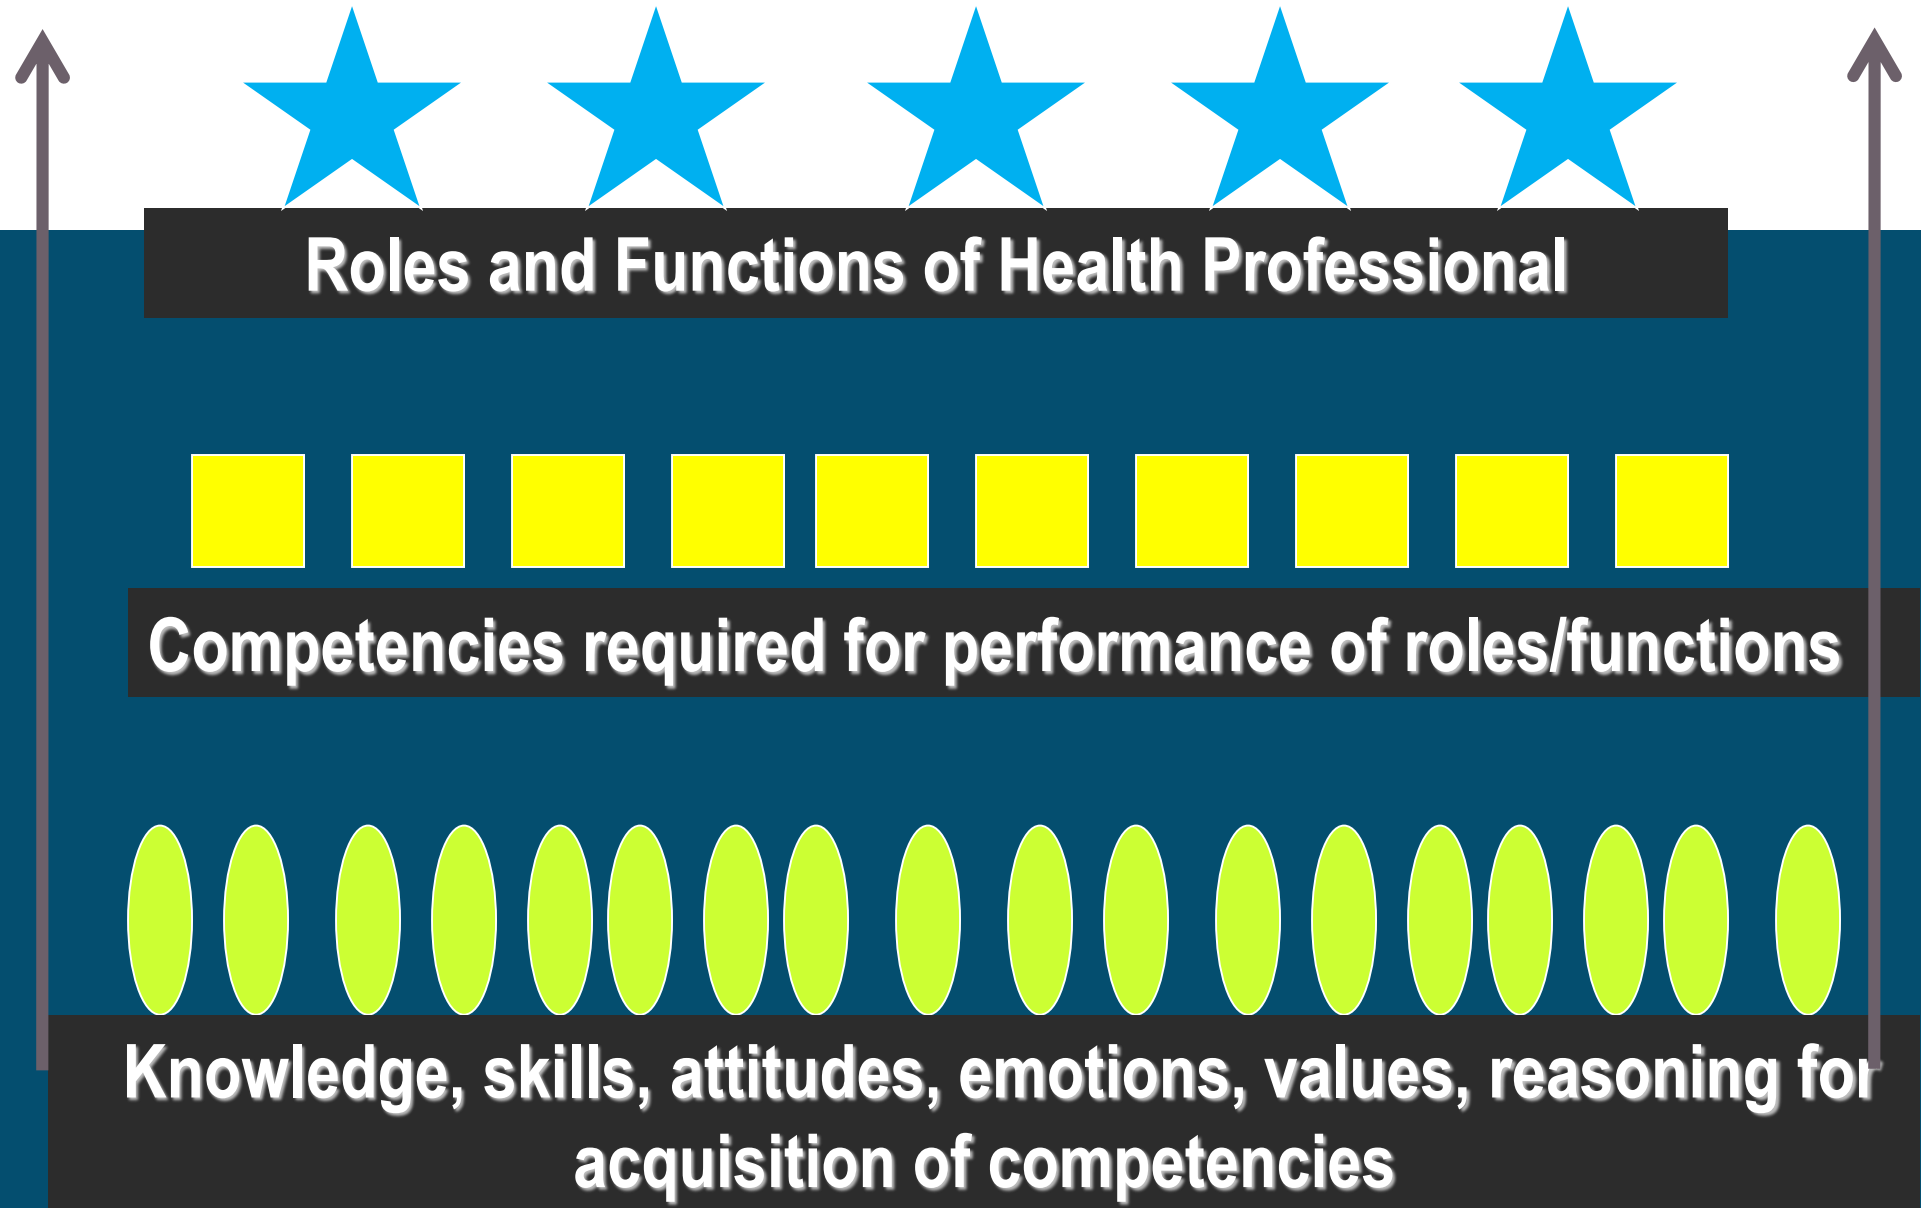 Roles and Functions of Health Professional
Competencies required for performance of roles/functions
Knowledge, skills, attitudes, emotions, values, reasoning for
acquisition of competencies